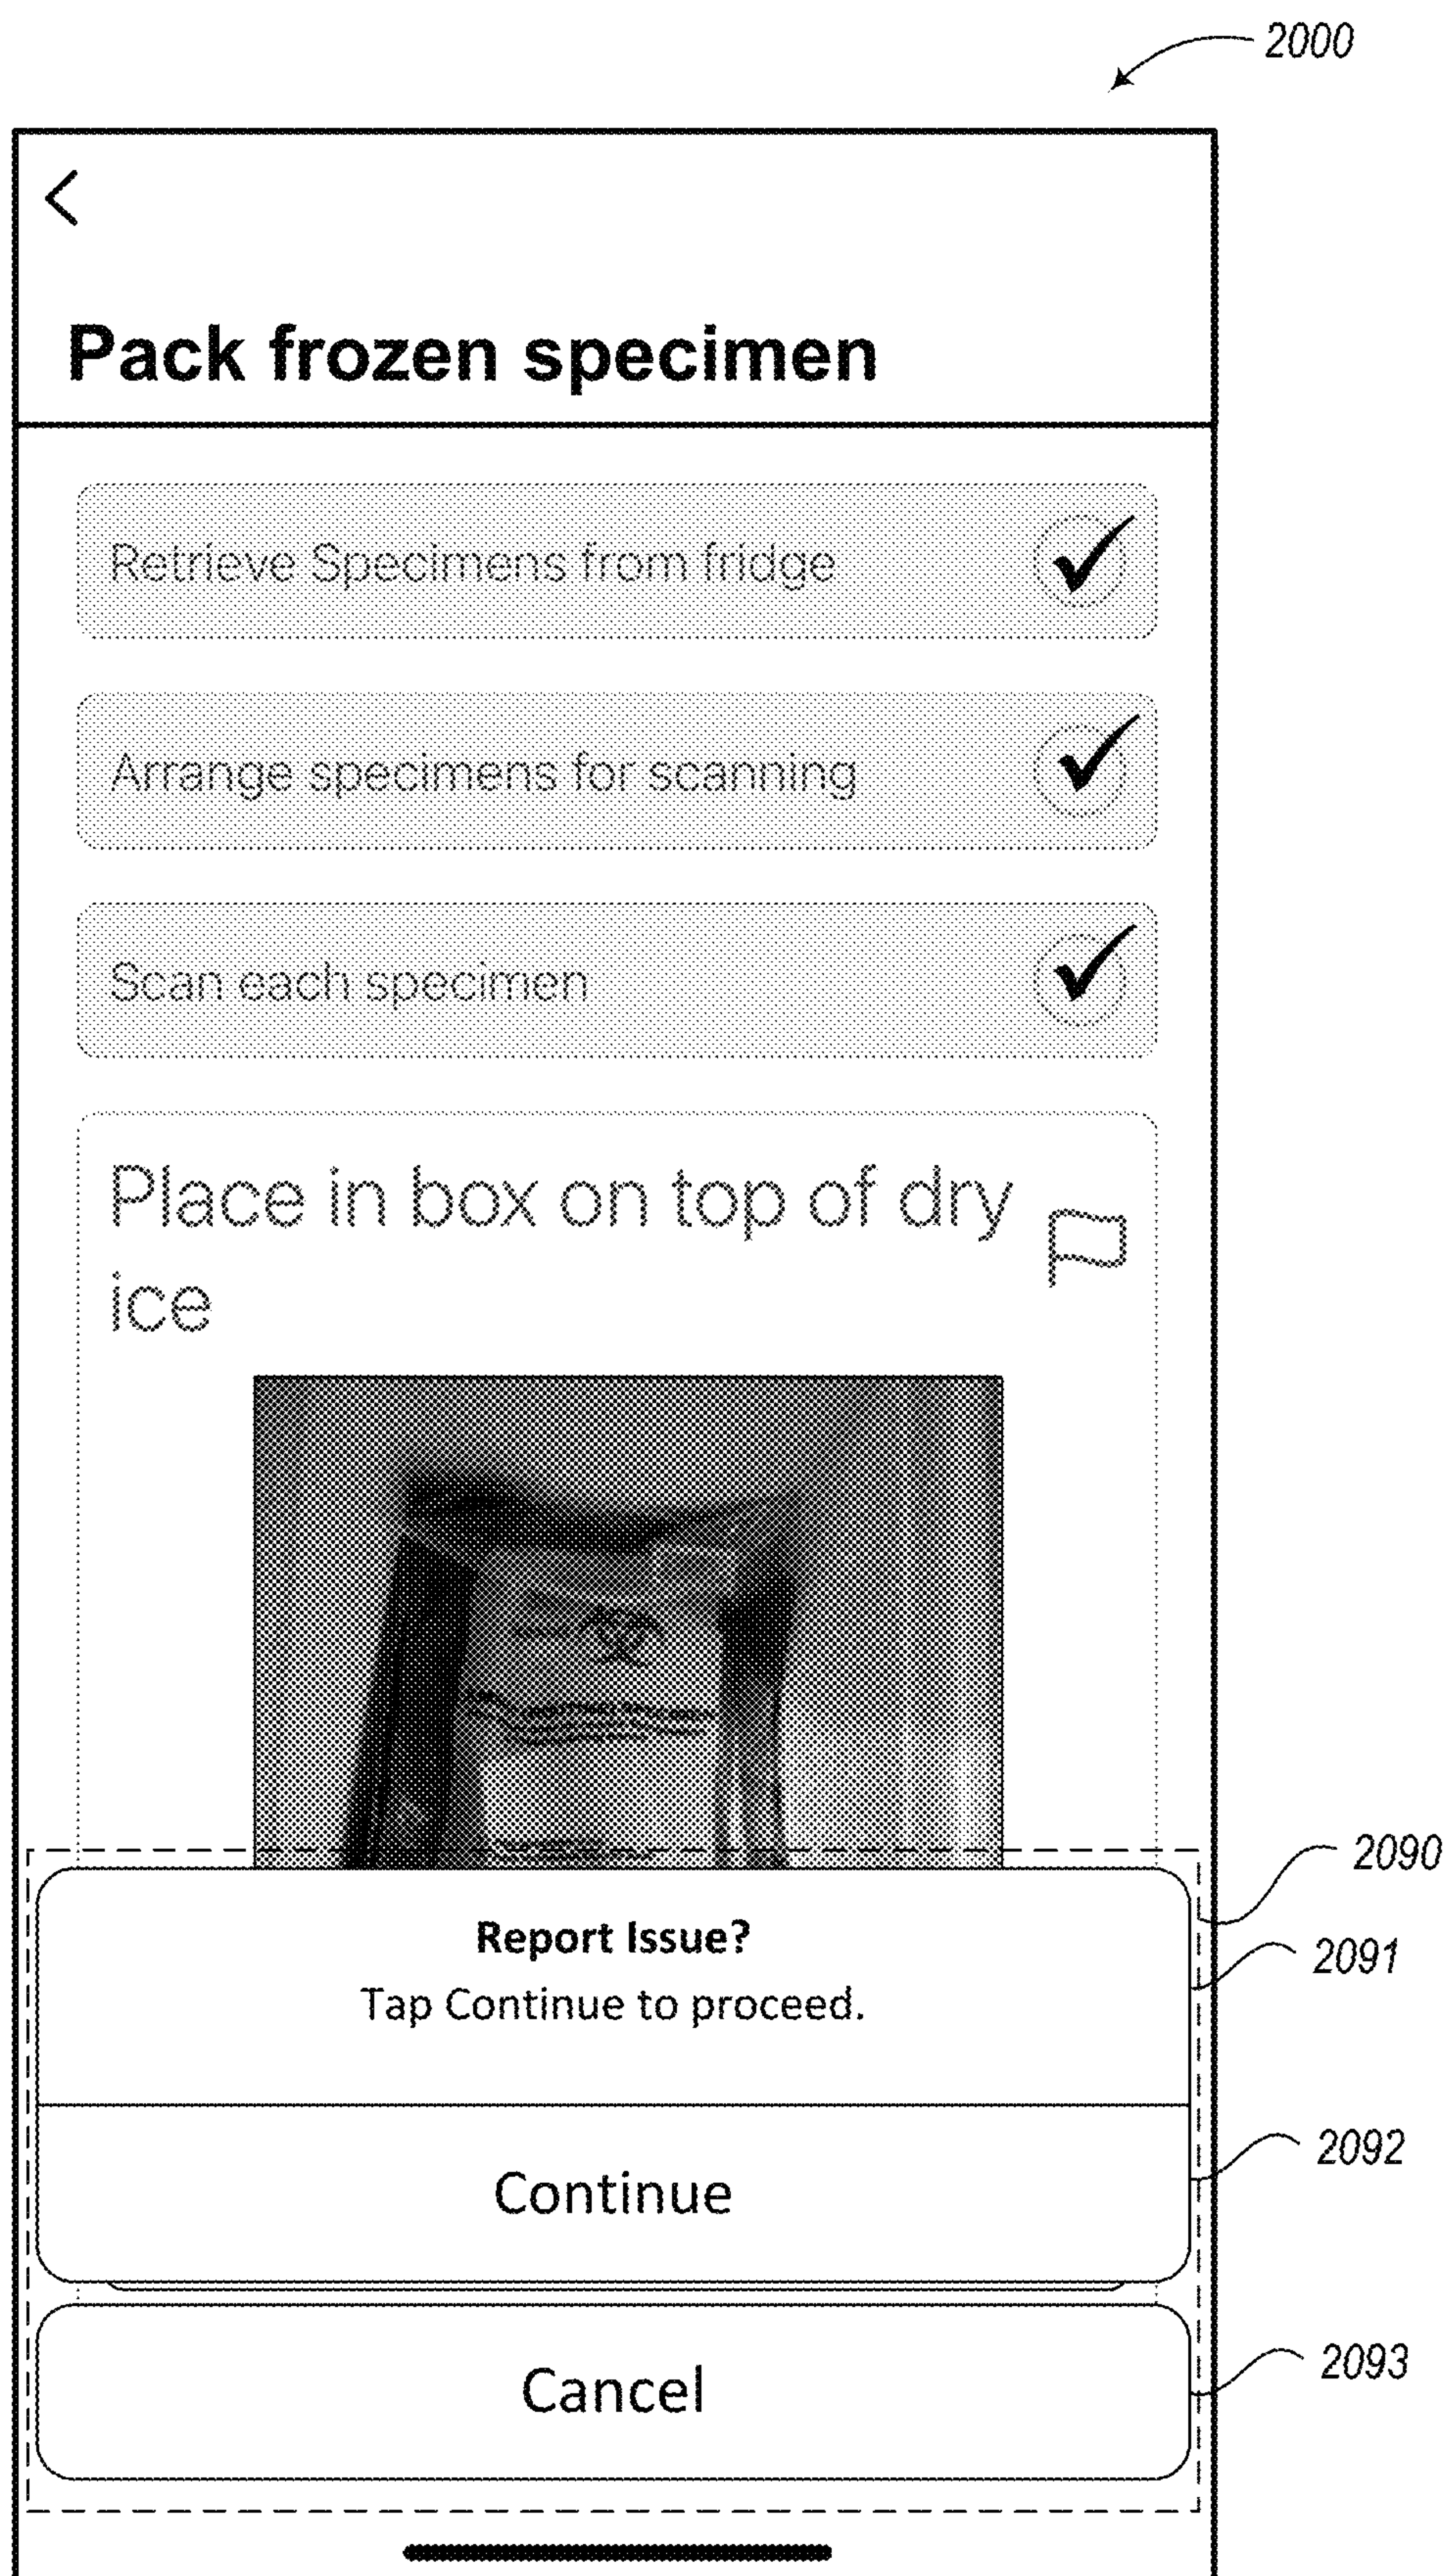 2000
Pack frozen specimen
Retrieve Specimens from fridge
Arrange specimens for scanning
Scan each specimen
Place in box on top of dry
ice
2090
Report Issue?
2091
Tap Continue to proceed.
2092
Continue
2093
Cancel